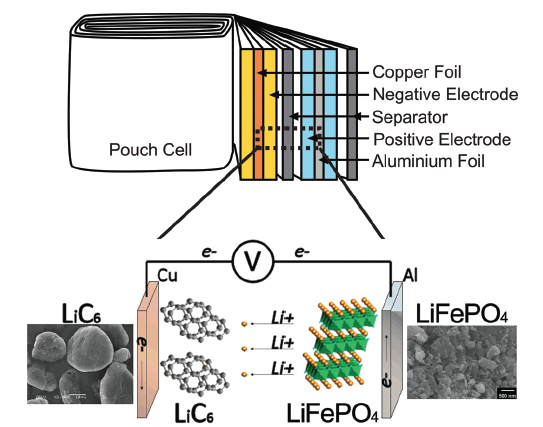 Copper Foil
Negative Electrode
Separator
Positive Electrode
Aluminium Foil
Pouch Cell
e-
V
e-
Cu
Al
LiC6
LiFePO4
Li+
Li+
Li+
e-
e-
500 nm
LiC6
LiFePO4